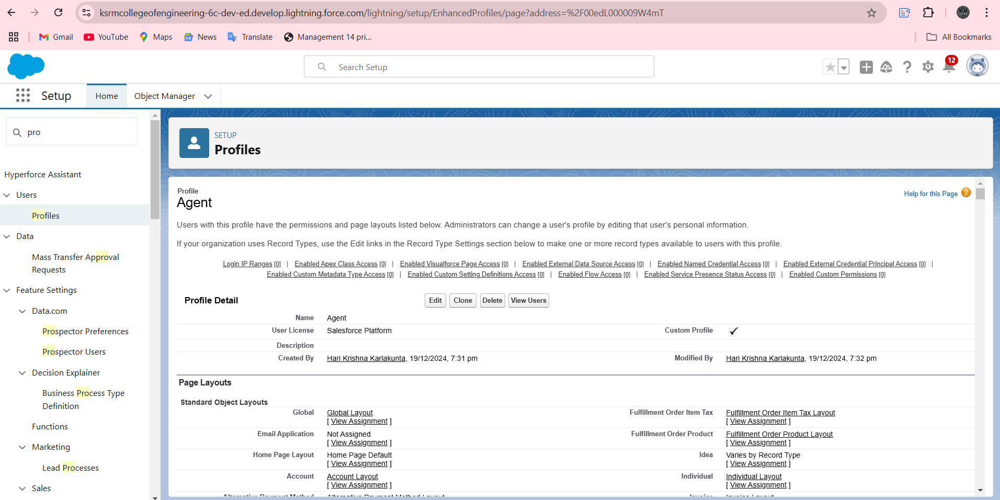 ksrmcollegeofengineering-6c-dev-ed.develop.lightning.force.com/lightning/setup/EnhancedProfiles/page?address=%2F00edL000009W4mT
Gmail YouTube Maps News Translate Management 14 pri... All Bookmarks
Search Setup
12
Setup Home Object Manager
pro
Hyperforce Assistant
Users
Profiles
Data
Mass Transfer Approval
Requests
Feature Settings
Data.com
Prospector Preferences
Prospector Users
Decision Explainer
Business Process Type
Definition
Functions
Marketing
Lead Processes
Sales
SETUP
Profiles
Profile
Agent
Help for this Page ?
Users with this profile have the permissions and page layouts listed below. Administrators can change a user's profile by editing that user's personal information.
If your organization uses Record Types, use the Edit links in the Record Type Settings section below to make one or more record types available to users with this profile.
Login IP Ranges [0] | Enabled Apex Class Access [0] | Enabled Visualforce Page Access [0] | Enabled External Data Source Access [0] | Enabled Named Credential Access [0] | Enabled External Credential Principal Access [0] |
Enabled Custom Metadata Type Access [0] | Enabled Custom Setting Definitions Access [0] | Enabled Flow Access [0] | Enabled Service Presence Status Access [0] | Enabled Custom Permissions [0]
Profile Detail Edit Clone Delete View Users
Name Agent
User License Salesforce Platform Custom Profile
Description
Created By Hari Krishna Karlakunta, 19/12/2024, 7:31 pm Modified By Hari Krishna Karlakunta, 19/12/2024, 7:32 pm
Page Layouts
Standard Object Layouts
Global Global Layout Fulfillment Order Item Tax Fulfillment Order Item Tax Layout
[ View Assignment ] [ View Assignment ]
Email Application Not Assigned Fulfillment Order Product Fulfillment Order Product Layout
[ View Assignment ] [ View Assignment ]
Home Page Layout Home Page Default Idea Varies by Record Type
[ View Assignment ] [ View Assignment ]
Account Account Layout Individual Individual Layout
[ View Assignment ] [ View Assignment ]
Alternative Payment Method Alternative Payment Method Layout Invoice Invoice Layout